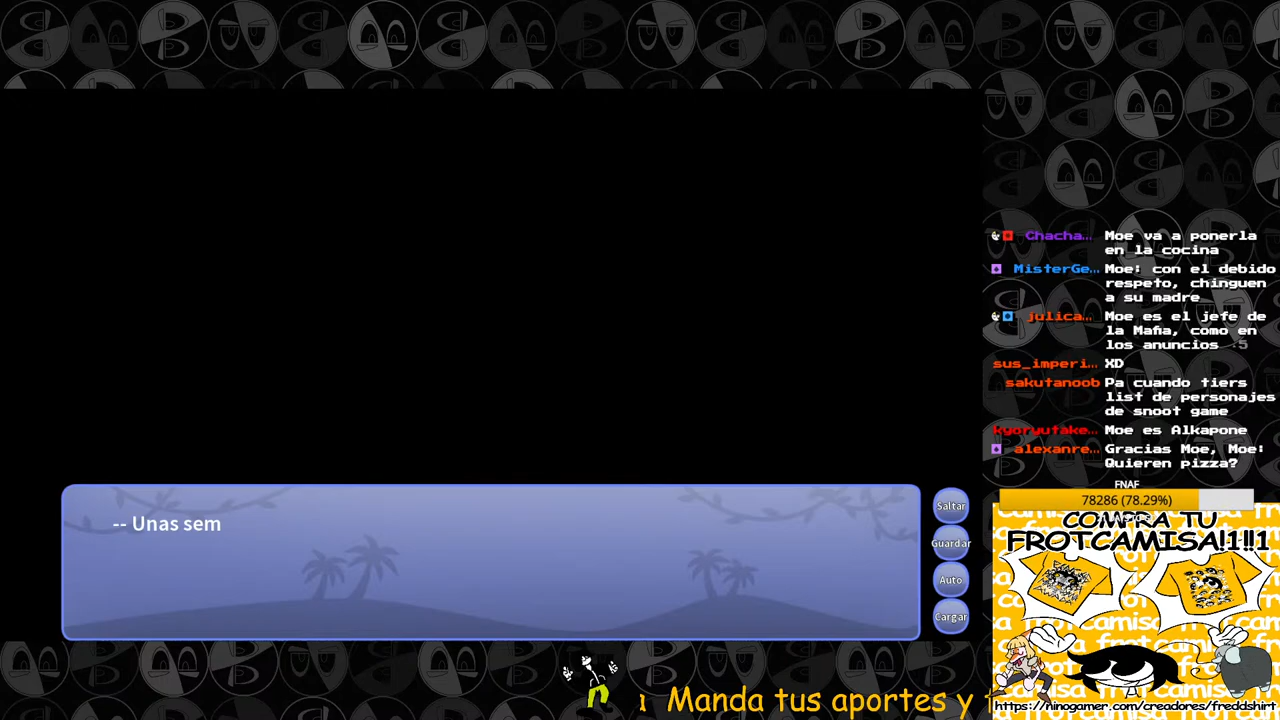 Chacha... Moe va a ponerla
en la cocina
MisterGe... Moe: con el debido
respeto, chinguen
a su madre
julica... Moe es el jefe de
la Mafia, como en
los anuncios :5
sus_imperi... XD
sakutanoob Pa cuando tiers
list de personajes
de snoot game
kyoryutake... Moe es Alkapone
alexanre... Gracias Moe, Moe:
Quieren pizza?
FNAF
78286 (78.29%)
-- Unas sem
Saltar
Guardar
Auto
Cargar
COMPRA TU
FROTCAMISA!1!!1
https://ninogamer.com/creadores/freddshirt
Manda tus aportes y